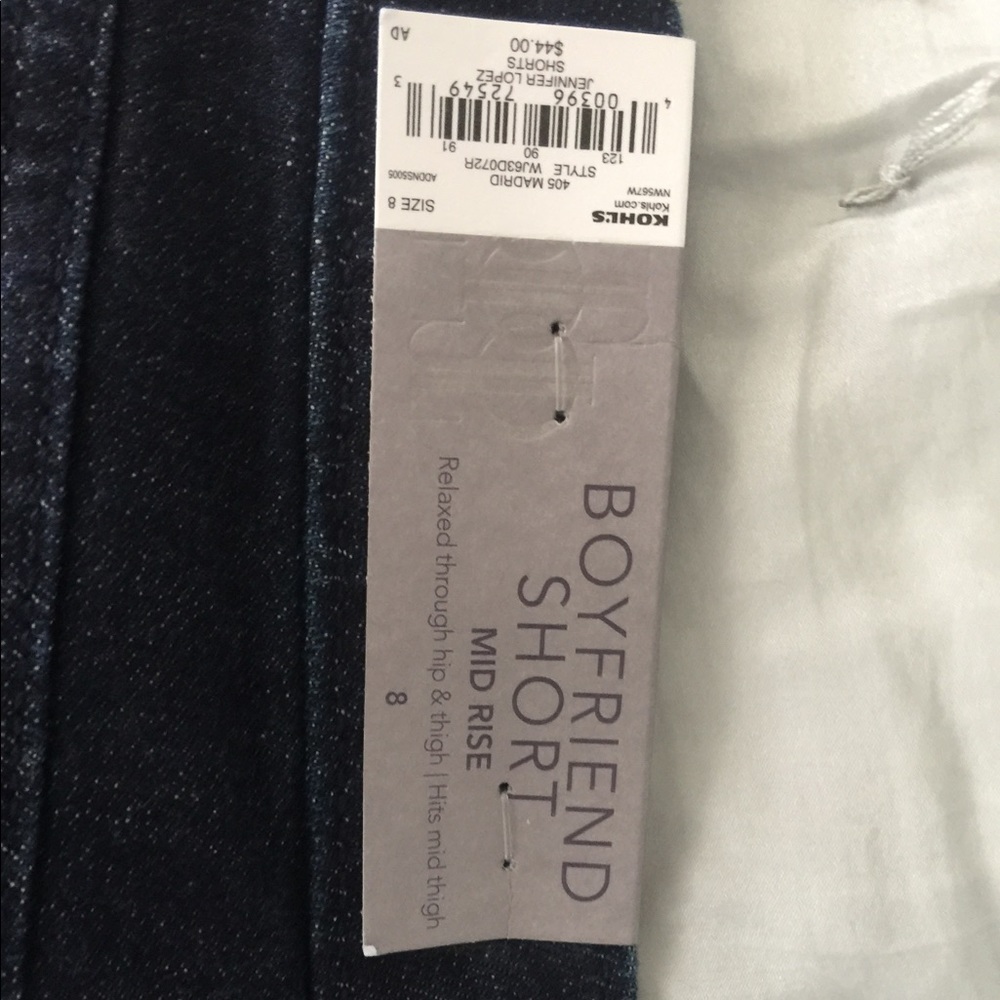 KOHL'S
Kohls.com
NW567W
SIZE 8
ADDNS5005
405 MADRID
STYLE WJ63D072R
123 90 91
4 00396 72549 3
JENNIFER LOPEZ
SHORTS
$44.00
AD
BOYFRIEND
SHORT
MID RISE
Relaxed through hip & thigh | Hits mid thigh
8